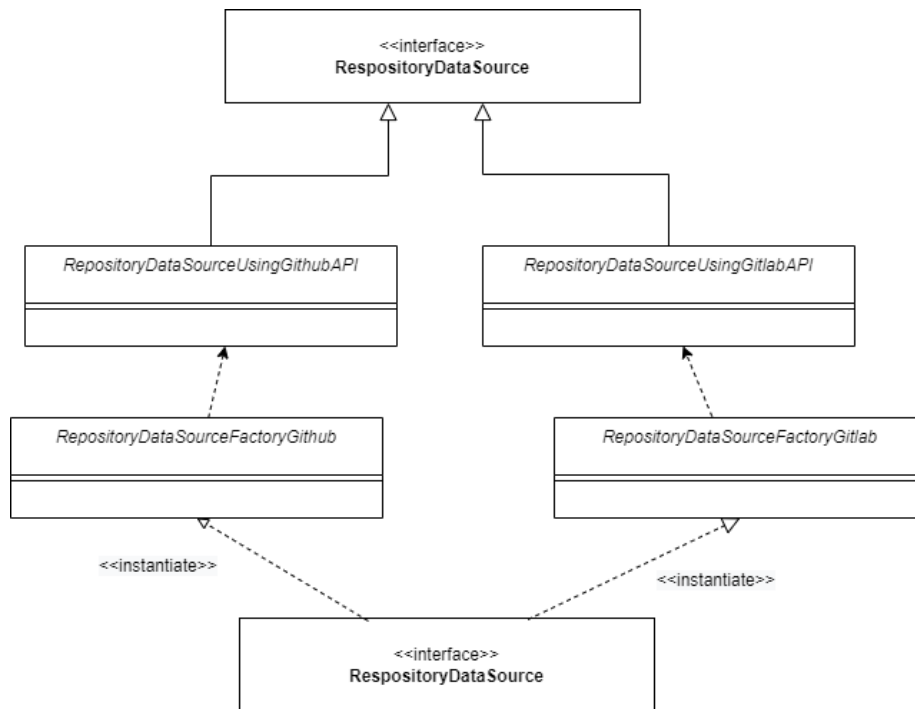 <<interface>>
RespositoryDataSource
RepositoryDataSourceUsingGithubAPI
RepositoryDataSourceUsingGitlabAPI
RepositoryDataSourceFactoryGithub
RepositoryDataSourceFactoryGitlab
<<instantiate>>
<<instantiate>>
<<interface>>
RespositoryDataSource